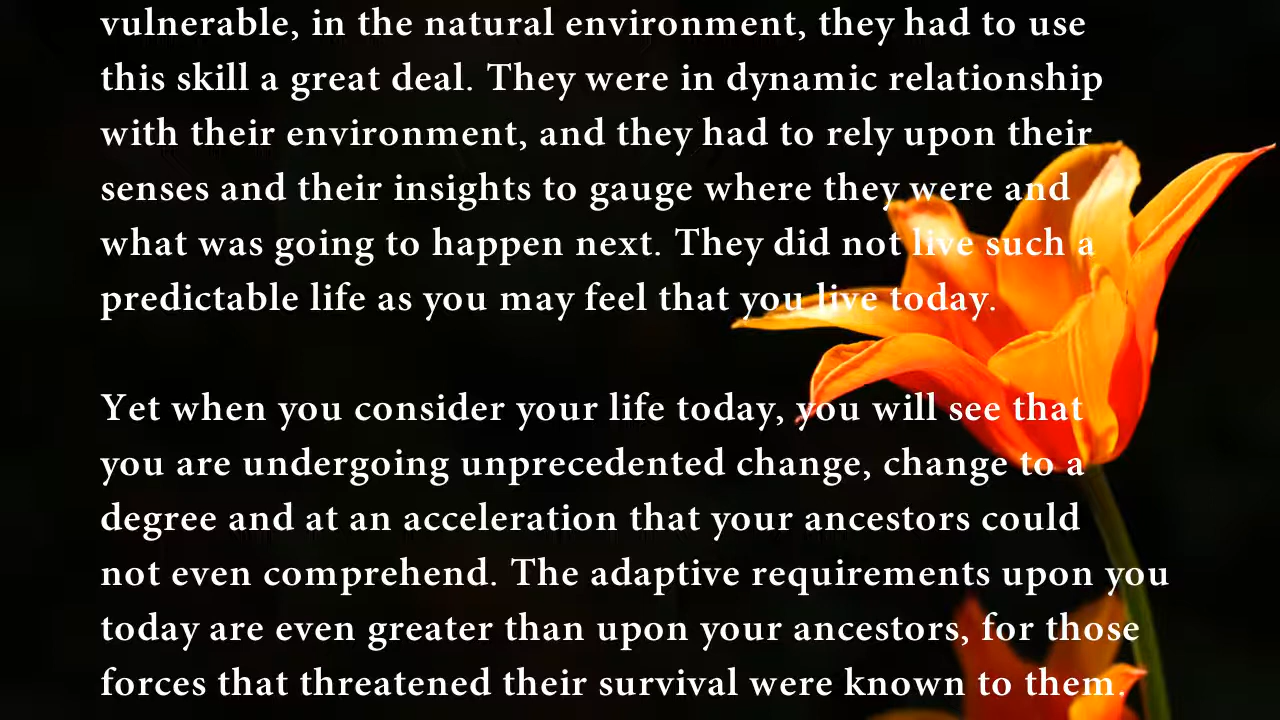 vulnerable, in the natural environment, they had to use
this skill a great deal. They were in dynamic relationship
with their environment, and they had to rely upon their
senses and their insights to gauge where they were and
what was going to happen next. They did not live such a
predictable life as you may feel that you live today.
Yet when you consider your life today, you will see that
you are undergoing unprecedented change, change to a
degree and at an acceleration that your ancestors could
not even comprehend. The adaptive requirements upon you
today are even greater than upon your ancestors, for those
forces that threatened their survival were known to them.